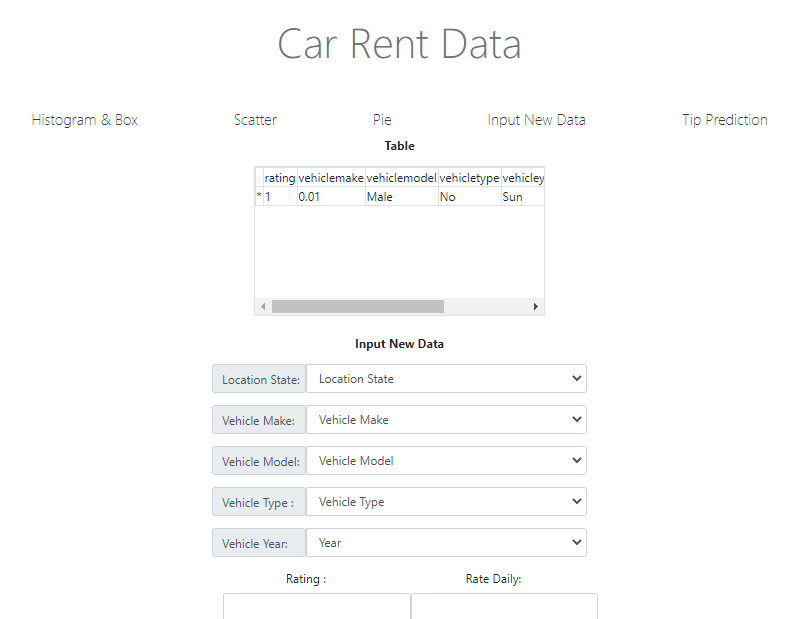 Car Rent Data
Histogram & Box Scatter Pie Input New Data Tip Prediction
Table
rating vehiclemake vehiclemodel vehicletype vehicley
* 1 0.01 Male No Sun
Input New Data
Location State: Location State
Vehicle Make: Vehicle Make
Vehicle Model: Vehicle Model
Vehicle Type : Vehicle Type
Vehicle Year: Year
Rating : Rate Daily: